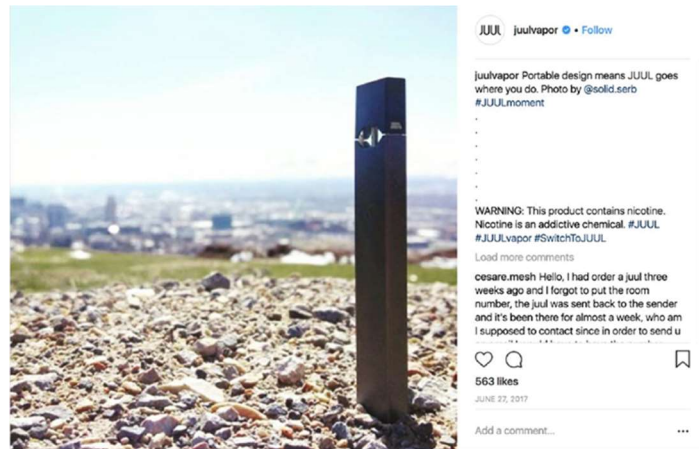 JUUL
juulvapor • Follow
juulvapor Portable design means JUUL goes
where you do. Photo by @solid.serb
#JUULmoment
.
.
.
.
.
.
WARNING: This product contains nicotine.
Nicotine is an addictive chemical. #JUUL
#JUULvapor #SwitchToJUUL
Load more comments
cesare.mesh Hello, I had order a juul three
weeks ago and I forgot to put the room
number, the juul was sent back to the sender
and it's been there for almost a week, who am
I supposed to contact since in order to send u
563 likes
JUNE 27, 2017
Add a comment...